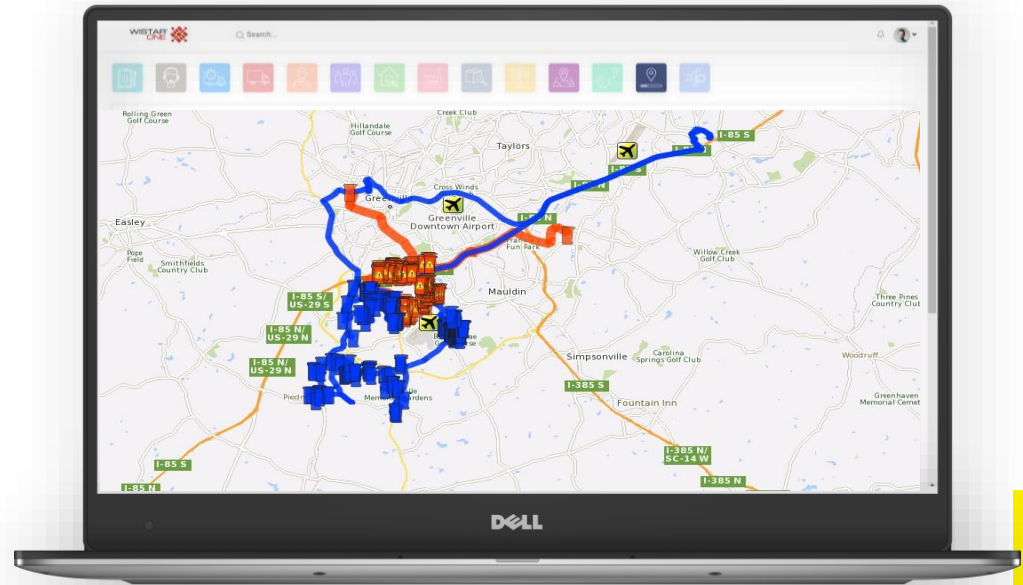 WISTAR
ONE
Search...
Rolling Green
Golf Course
Creek Club
Hillandale
Golf Course
Taylors
I-85 S
Cross Winds
Easley
Greenville
Downtown Airport
Fun Park
Pope
Field
Smithfields
Country Club
Willow Creek
Golf Club
Mauldin
I-85 S/
US-29 S
Three Pines
Country Club
I-85 N/
US-29 N
Simpsonville
Carolina
Springs Golf Club
Woodruff
I-85 N/
US-29 N
I-385 S
Fountain Inn
Greenhaven
Memorial Cemet
I-385 N/
SC-14 W
I-85 S
I-385 N
I-85 N
DELL